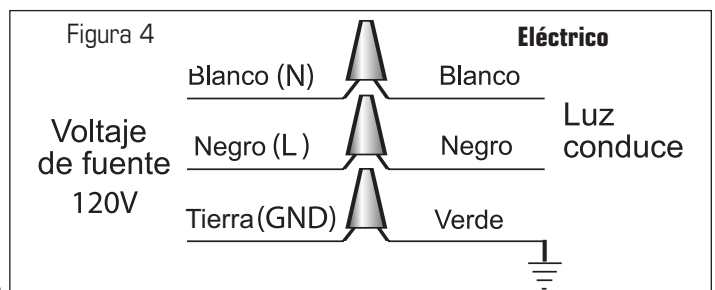 Figura 4
Eléctrico
Blanco (N)
Blanco
Voltaje
de fuente
120V
Negro (L)
Negro
Luz
conduce
Tierra (GND)
Verde